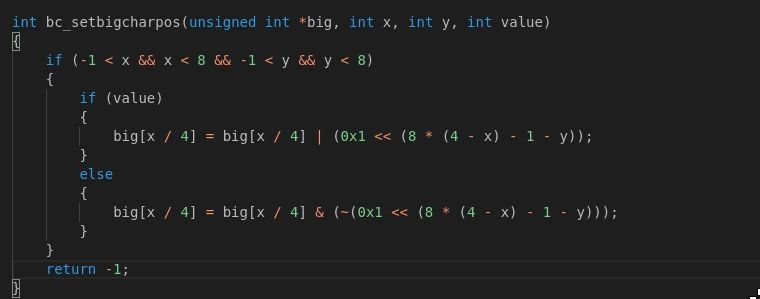 int bc_setbigcharpos(unsigned int *big, int x, int y, int value)
{
    if (-1 < x && x < 8 && -1 < y && y < 8)
    {
        if (value)
        {
            big[x / 4] = big[x / 4] | (0x1 << (8 * (4 - x) - 1 - y));
        }
        else
        {
            big[x / 4] = big[x / 4] & (~(0x1 << (8 * (4 - x) - 1 - y)));
        }
    }
    return -1;
}